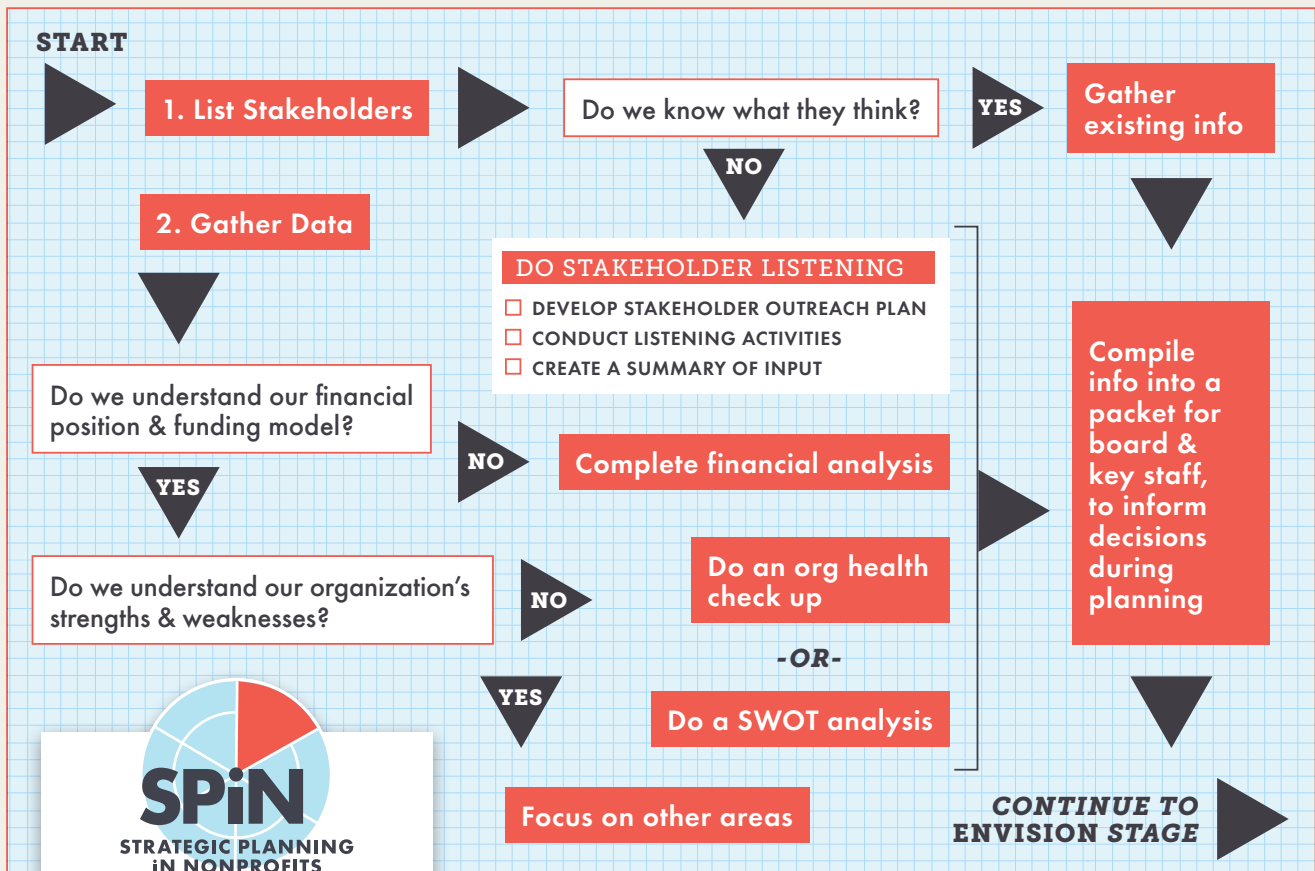 START
1. List Stakeholders
Do we know what they think?
YES
Gather
existing info
NO
2. Gather Data
DO STAKEHOLDER LISTENING
DEVELOP STAKEHOLDER OUTREACH PLAN
CONDUCT LISTENING ACTIVITIES
CREATE A SUMMARY OF INPUT
Do we understand our financial
position & funding model?
NO
Complete financial analysis
YES
Do we understand our organization's
strengths & weaknesses?
NO
Do an org health
check up
-OR-
Do a SWOT analysis
YES
Focus on other areas
Compile
info into a
packet for
board &
key staff,
to inform
decisions
during
planning
CONTINUE TO
ENVISION STAGE
SPiN
STRATEGIC PLANNING
iN NONPROFITS